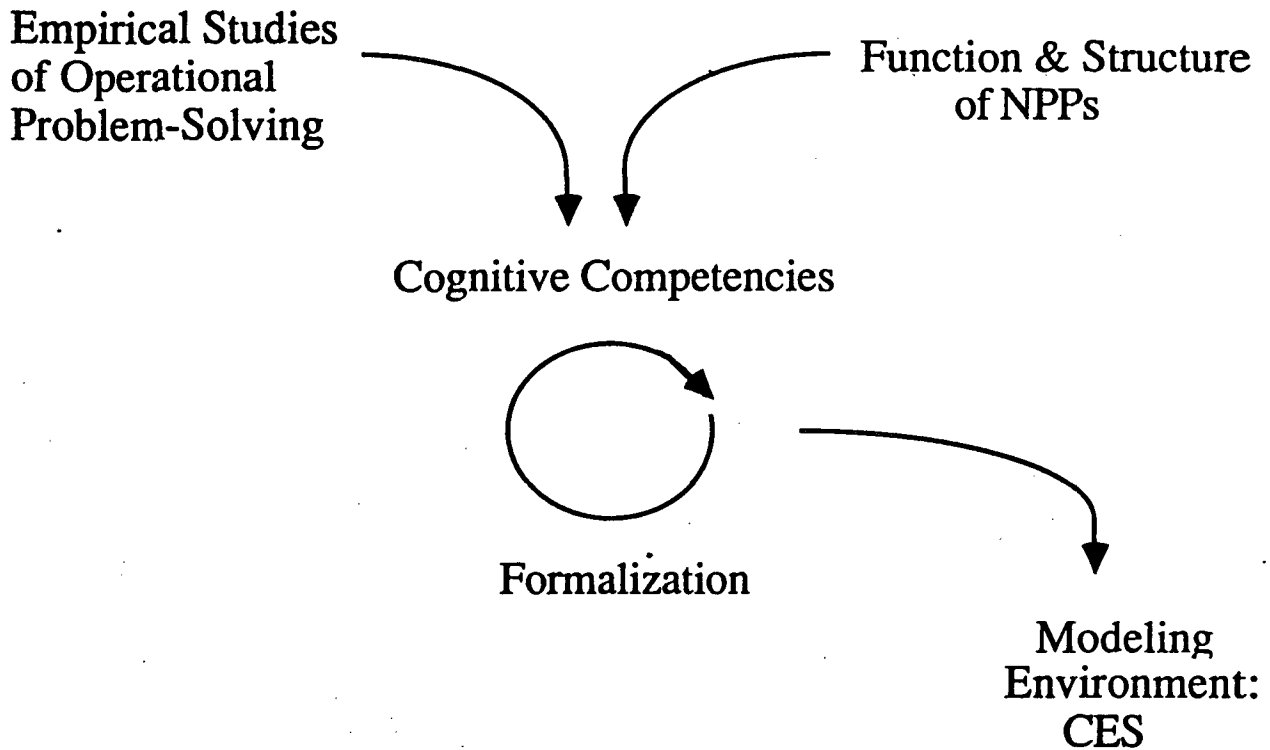 Empirical Studies
of Operational
Problem-Solving
Function & Structure
of NPPs
Cognitive Competencies
Formalization
Modeling
Environment:
CES